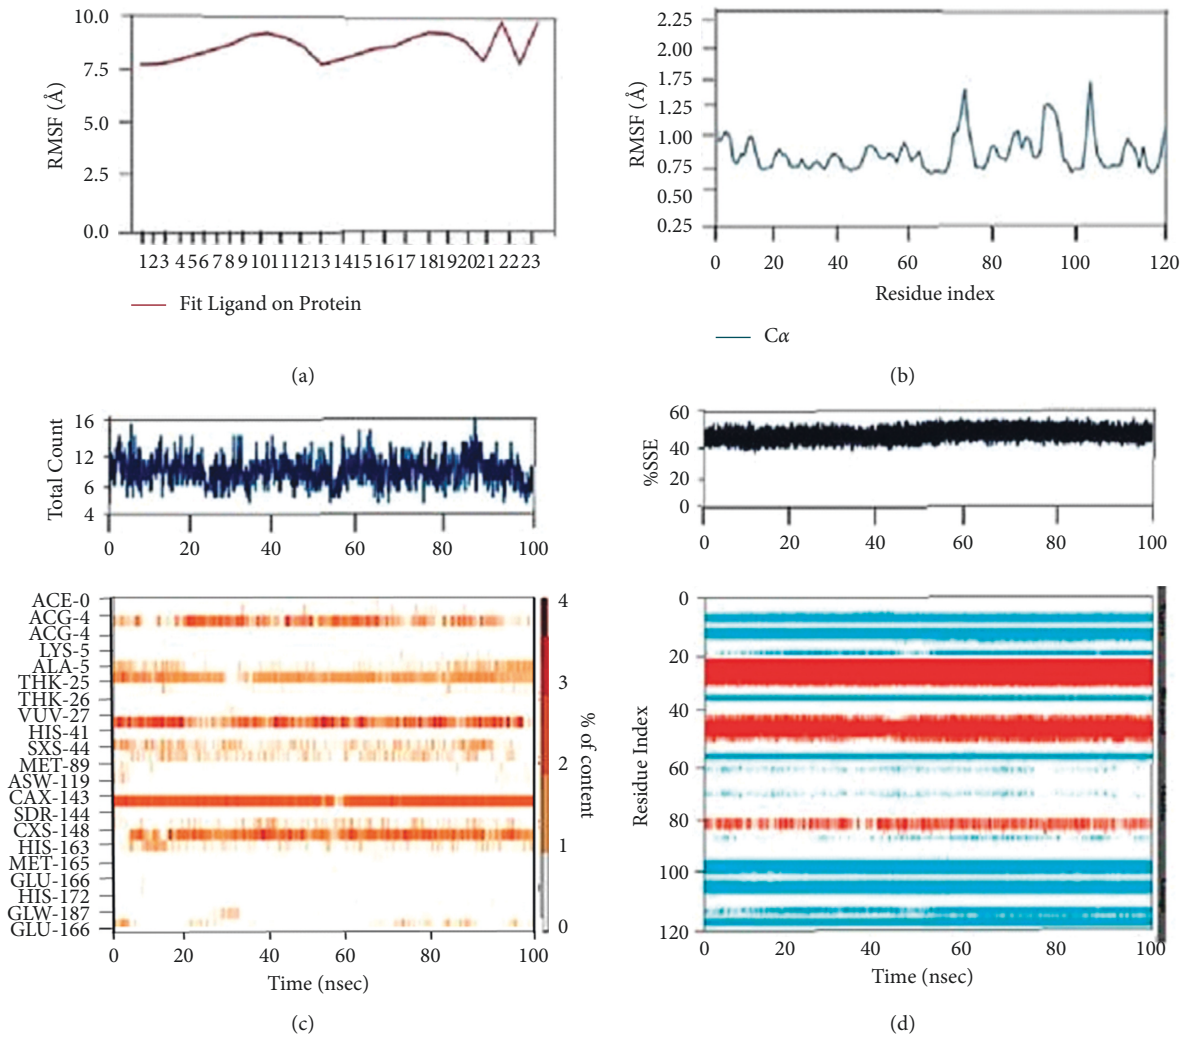 10.0
7.5
5.0
2.5
0.0
RMSF (Å)
1 2 3 4 5 6 7 8 9 10 11 12 13 14 15 16 17 18 19 20 21 22 23
Fit Ligand on Protein
(a)
2.25
2.00
1.75
1.25
1.00
0.75
0.50
0.25
RMSF (Å)
0 20 40 60 80 100 120
Residue index
Cα
(b)
16
12
6
4
Total Count
0 20 40 60 80 100
ACE-0
ACG-4
ACG-4
LYS-5
ALA-5
THK-25
THK-26
VUV-27
HIS-41
SXS-44
MET-89
ASW-119
CAX-143
SDR-144
CXS-148
HIS-163
MET-165
GLU-166
HIS-172
GLW-187
GLU-166
4
3
2
1
0
% of content
0 20 40 60 80 100
Time (nsec)
(c)
60
40
20
0
%SSE
0 20 40 60 80 100
0
20
40
60
80
100
120
Residue Index
0 20 40 60 80 100
Time (nsec)
(d)